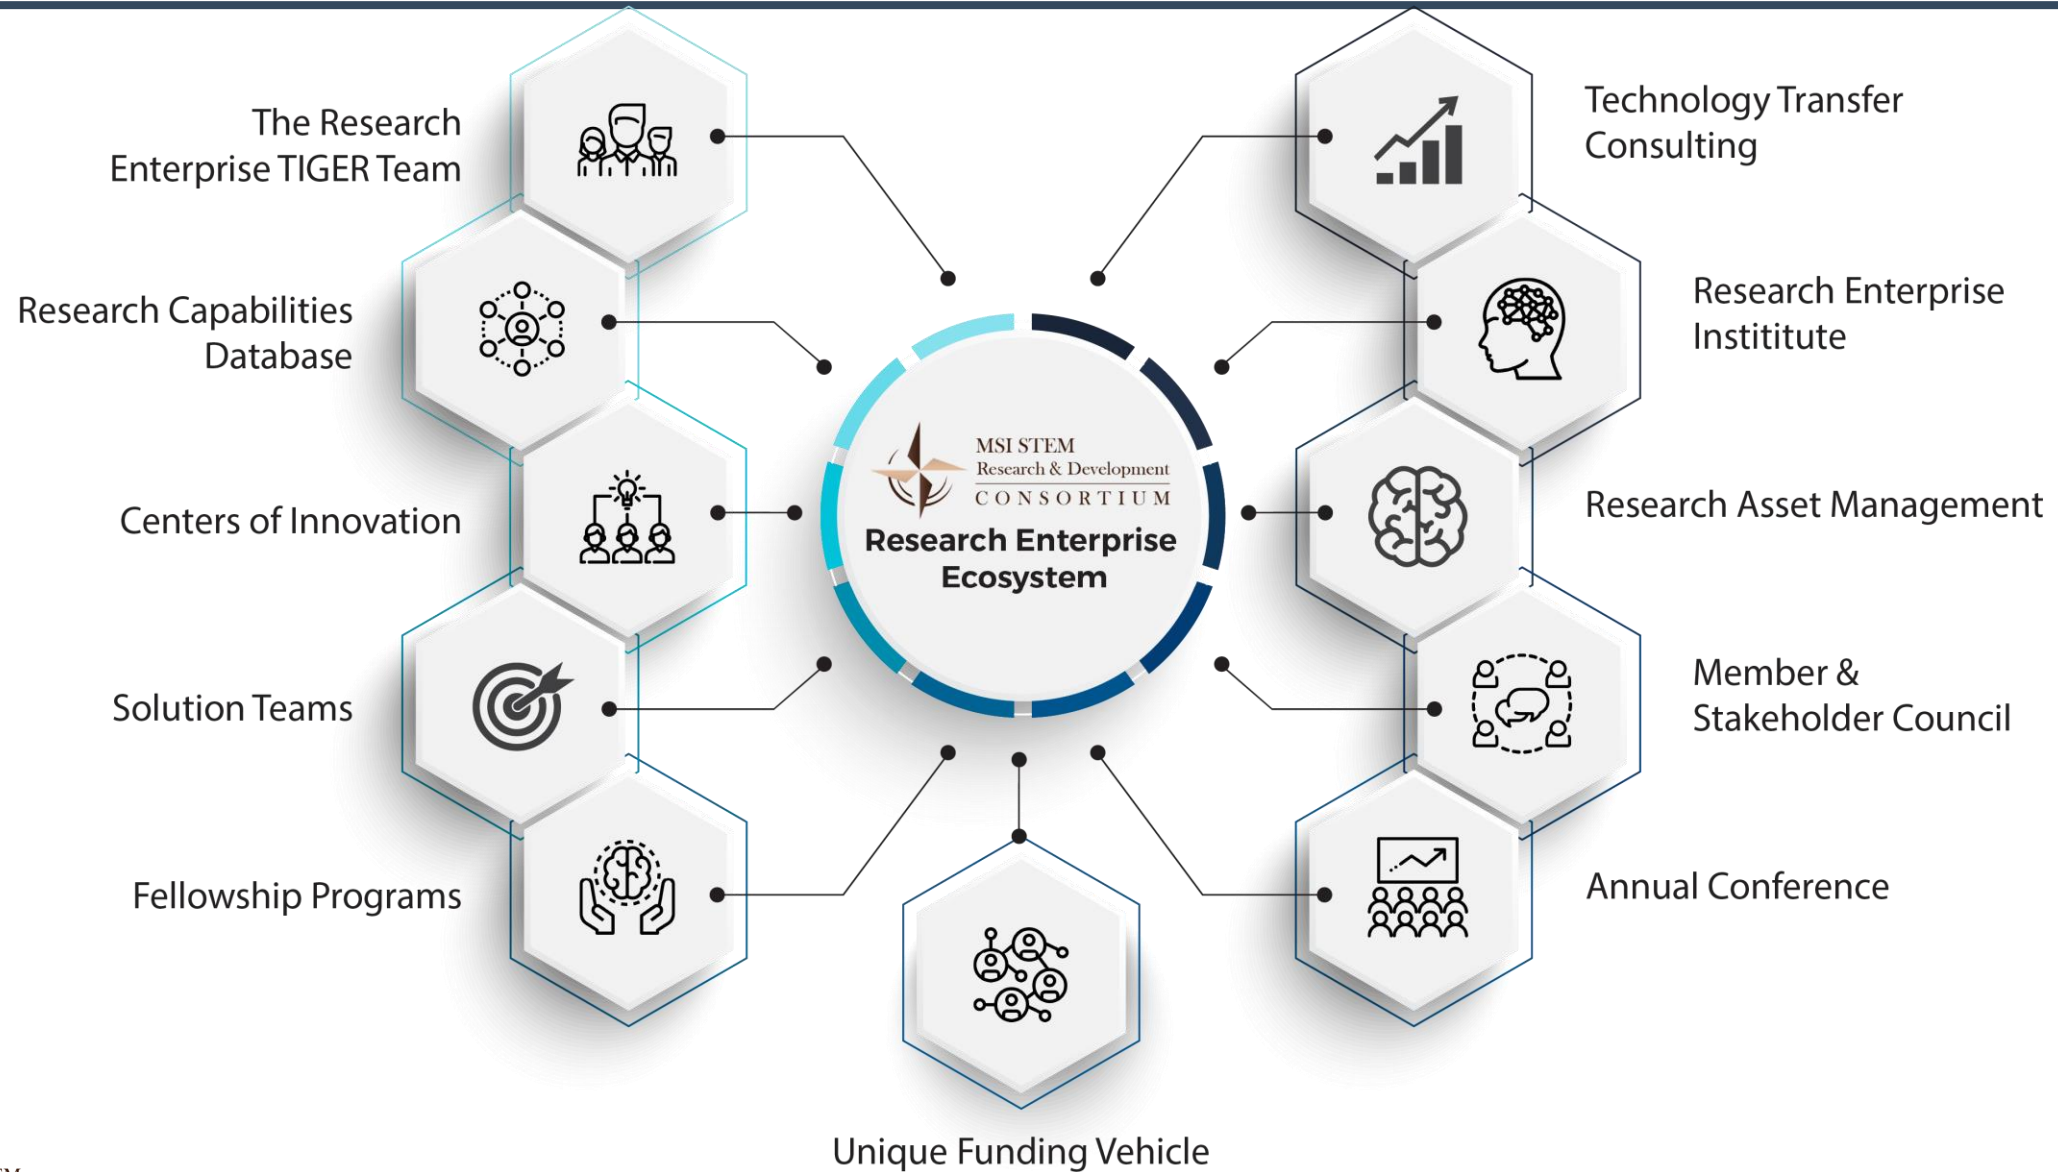 The Research
Enterprise TIGER Team
Research Capabilities
Database
Centers of Innovation
Solution Teams
Fellowship Programs
MSI STEM
Research & Development
CONSORTIUM
Research Enterprise
Ecosystem
Unique Funding Vehicle
Technology Transfer
Consulting
Research Enterprise
Instititute
Research Asset Management
Member &
Stakeholder Council
Annual Conference